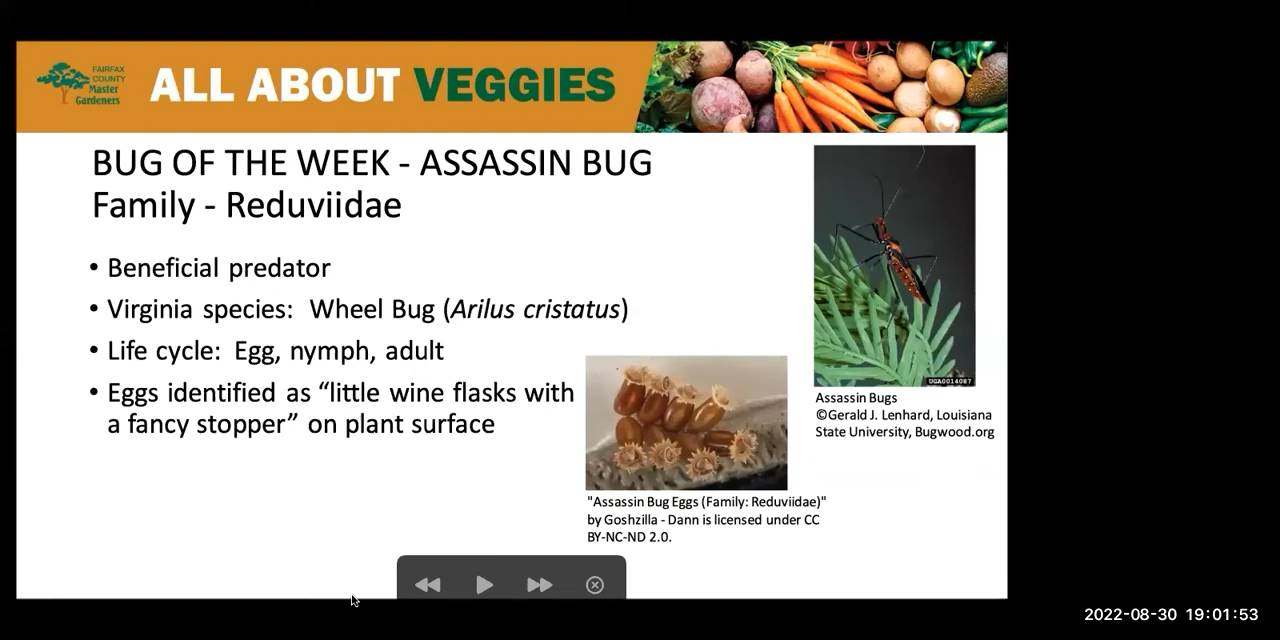 FAIRFAX
COUNTY
Master
Gardeners
ALL ABOUT VEGGIES
BUG OF THE WEEK - ASSASSIN BUG
Family - Reduviidae
• Beneficial predator
• Virginia species:  Wheel Bug (Arilus cristatus)
• Life cycle:  Egg, nymph, adult
• Eggs identified as “little wine flasks with
a fancy stopper” on plant surface
UGA0014087
Assassin Bugs
©Gerald J. Lenhard, Louisiana
State University, Bugwood.org
"Assassin Bug Eggs (Family: Reduviidae)"
by Goshzilla - Dann is licensed under CC
BY-NC-ND 2.0.
2022-08-30 19:01:53